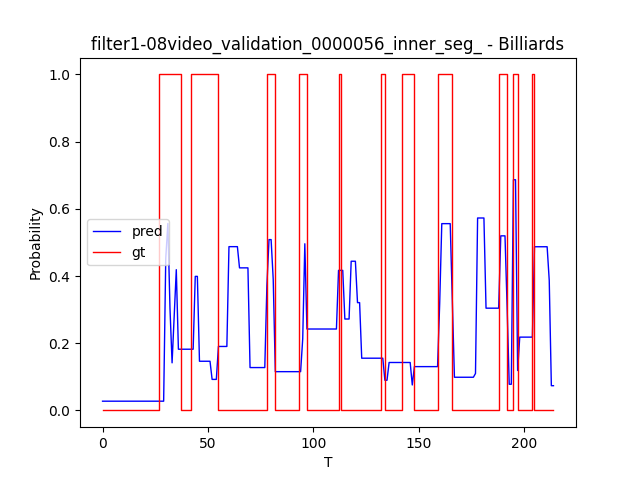 filter1-08video_validation_0000056_inner_seg_ - Billiards
1.0
0.8
0.6
0.4
0.2
0.0
Probability
pred
gt
0
50
100
150
200
T